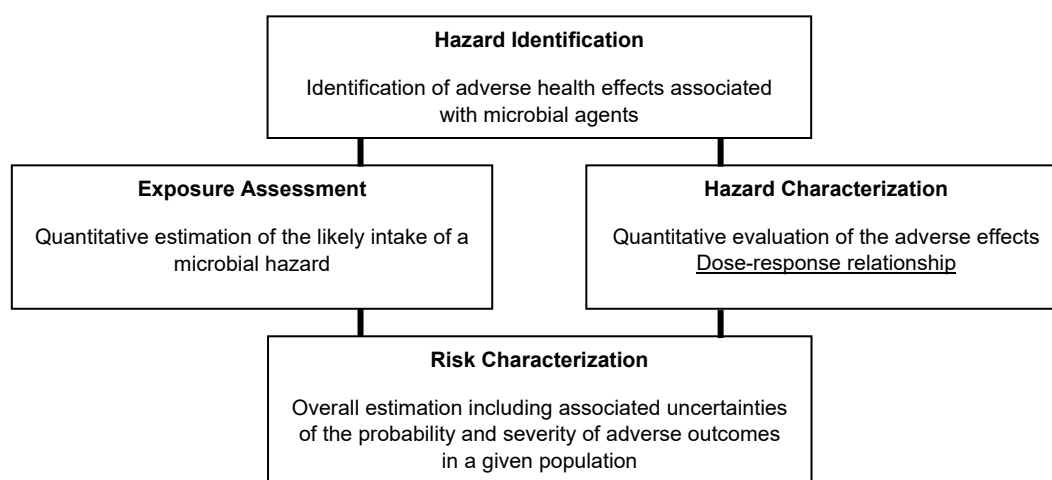 Hazard Identification
Identification of adverse health effects associated
with microbial agents
Exposure Assessment
Quantitative estimation of the likely intake of a
microbial hazard
Hazard Characterization
Quantitative evaluation of the adverse effects
Dose-response relationship
Risk Characterization
Overall estimation including associated uncertainties
of the probability and severity of adverse outcomes
in a given population